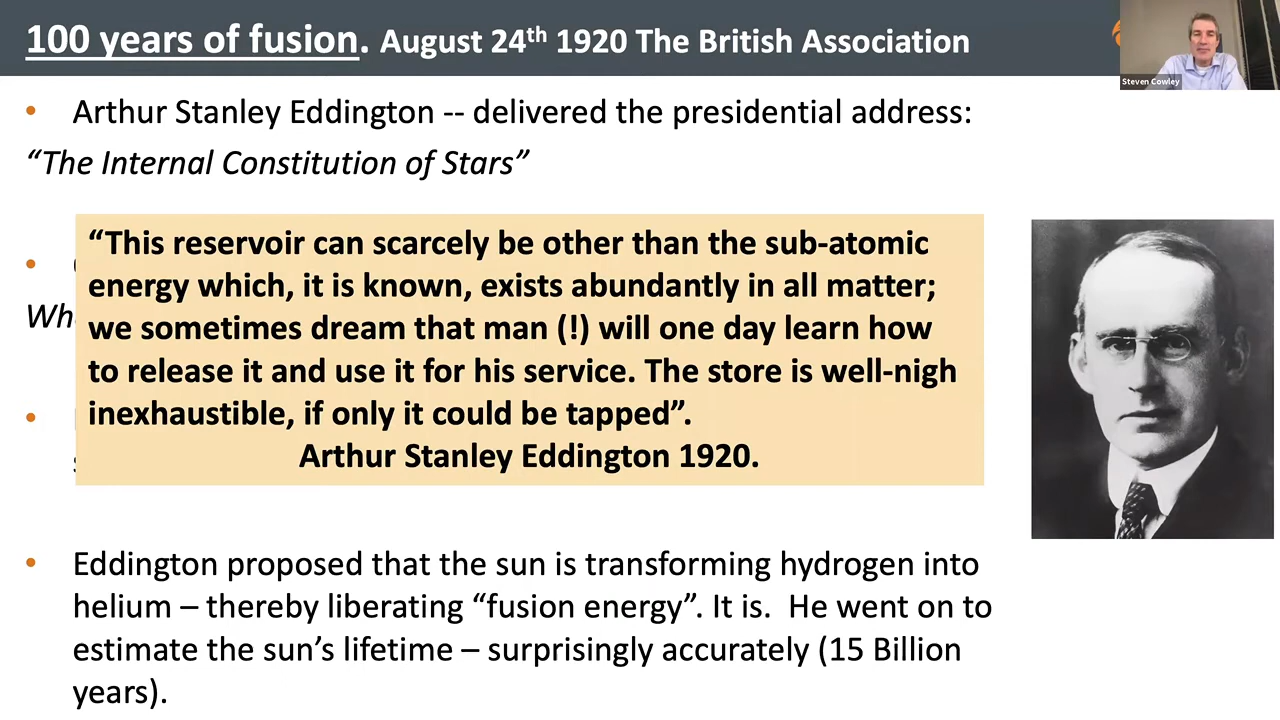 100 years of fusion. August 24th 1920 The British Association
Steven Cowley
• Arthur Stanley Eddington -- delivered the presidential address:
“The Internal Constitution of Stars”
“This reservoir can scarcely be other than the sub-atomic
energy which, it is known, exists abundantly in all matter;
we sometimes dream that man (!) will one day learn how
to release it and use it for his service. The store is well-nigh
inexhaustible, if only it could be tapped”.
Arthur Stanley Eddington 1920.
• Eddington proposed that the sun is transforming hydrogen into
helium – thereby liberating “fusion energy”. It is. He went on to
estimate the sun’s lifetime – surprisingly accurately (15 Billion
years).